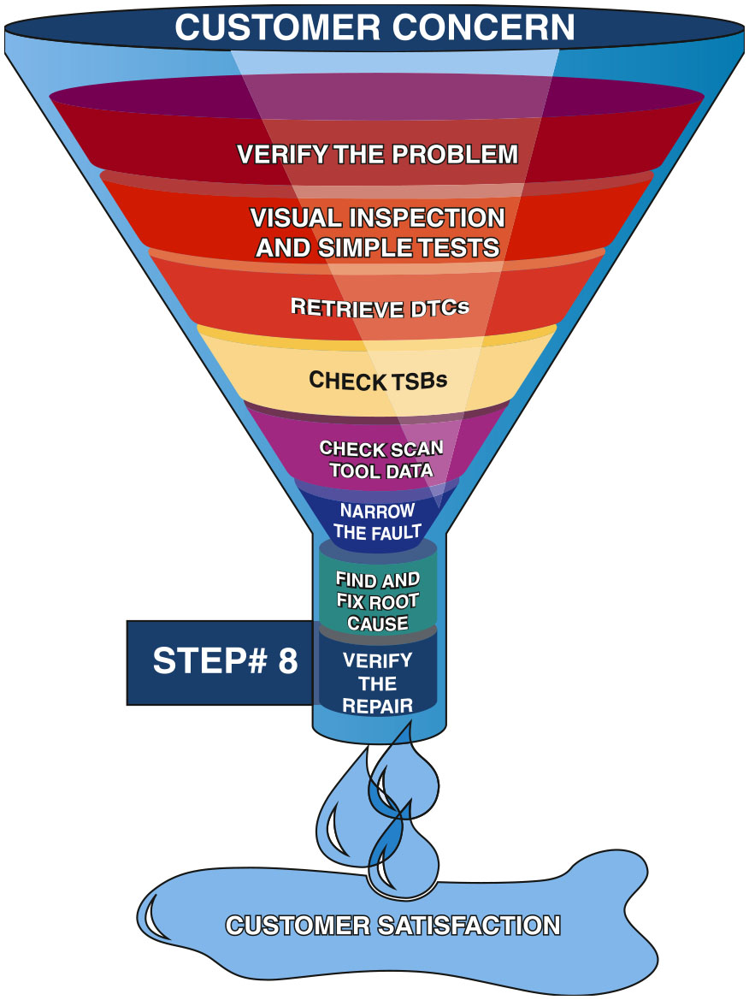 CUSTOMER CONCERN
VERIFY THE PROBLEM
VISUAL INSPECTION
AND SIMPLE TESTS
RETRIEVE DTCs
CHECK TSBs
CHECK SCAN
TOOL DATA
NARROW
THE FAULT
FIND AND
FIX ROOT
CAUSE
STEP# 8
VERIFY
THE
REPAIR
CUSTOMER SATISFACTION